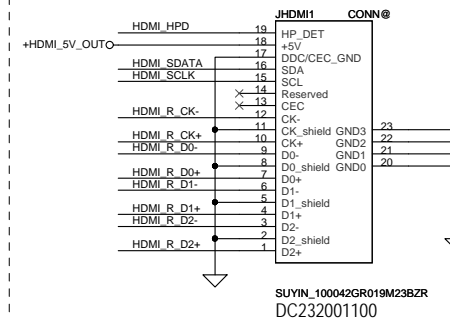 JHDMI1 CONN@
HDMI_HPD 19 HP_DET
+HDMI_5V_OUT 18 +5V
17 DDC/CEC_GND
HDMI_SDATA 16 SDA
HDMI_SCLK 15 SCL
14 Reserved
13 CEC
HDMI_R_CK- 12 CK-
11 CK_shield GND3 23
HDMI_R_CK+ 10 CK+ GND2 22
HDMI_R_D0- 9 D0- GND1 21
8 D0_shield GND0 20
HDMI_R_D0+ 7 D0+
HDMI_R_D1- 6 D1-
5 D1_shield
HDMI_R_D1+ 4 D1+
HDMI_R_D2- 3 D2-
2 D2_shield
HDMI_R_D2+ 1 D2+
SUYIN_100042GR019M23BZR
DC232001100